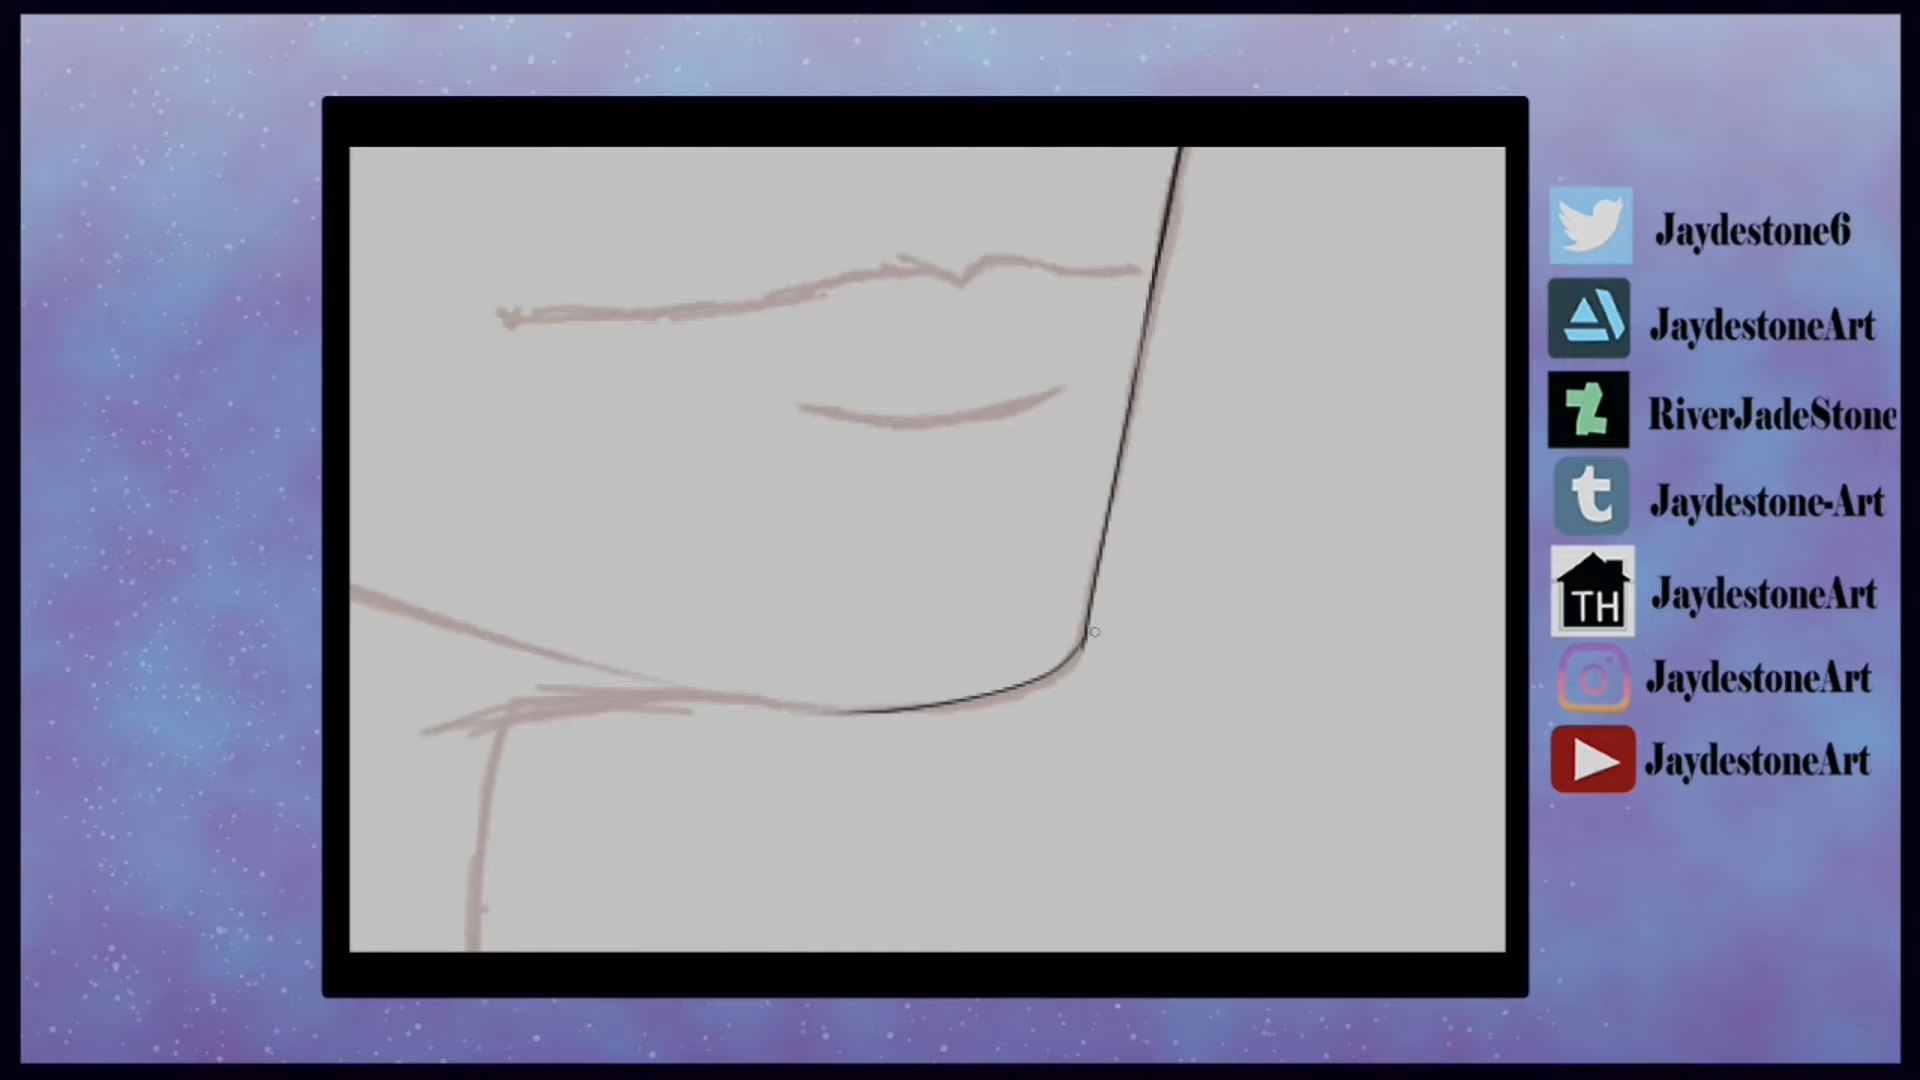 Jaydestone6
JaydestoneArt
RiverJadeStone
t
Jaydestone-Art
TH
JaydestoneArt
JaydestoneArt
JaydestoneArt